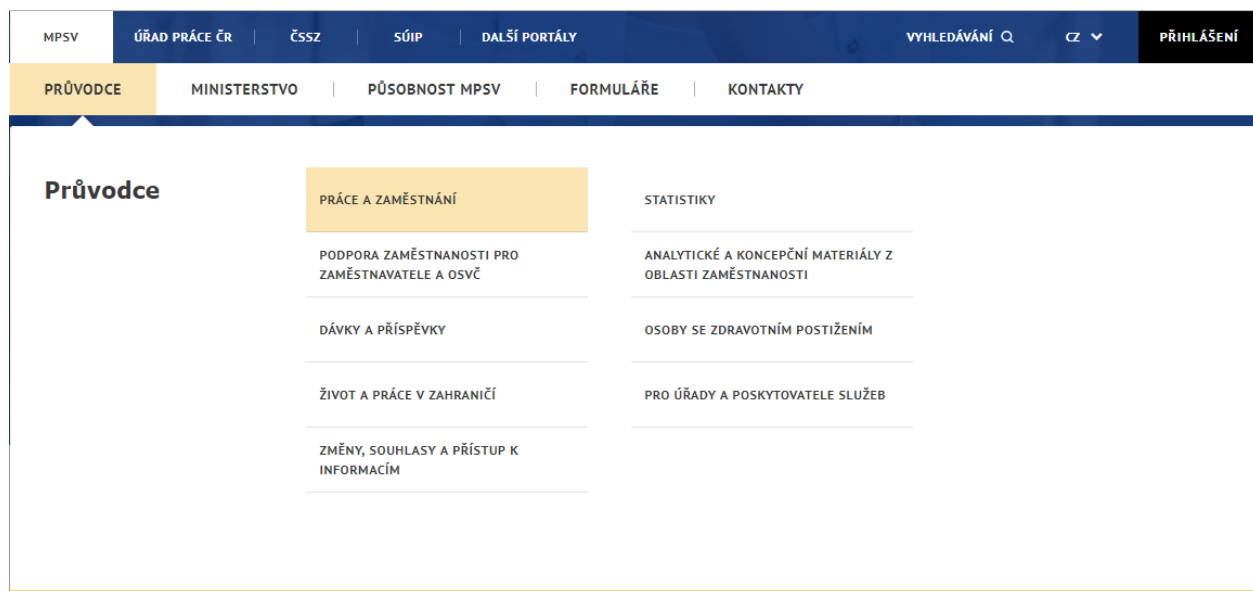 MPSV ÚŘAD PRÁCE ČR ČSSZ SÚIP DALŠÍ PORTÁLY VYHLEDÁVÁNÍ CZ PŘIHLÁŠENÍ
PRŮVODCE MINISTERSTVO PŮSOBNOST MPSV FORMULÁŘE KONTAKTY
Průvodce
PRÁCE A ZAMĚSTNÁNÍ
PODPORA ZAMĚSTNANOSTI PRO
ZAMĚSTNAVATELE A OSVČ
DÁVKY A PŘÍSPĚVKY
ŽIVOT A PRÁCE V ZAHRANIČÍ
ZMĚNY, SOUHLASY A PŘÍSTUP K
INFORMACÍM
STATISTIKY
ANALYTICKÉ A KONCEPČNÍ MATERIÁLY Z
OBLASTI ZAMĚSTNANOSTI
OSOBY SE ZDRAVOTNÍM POSTIŽENÍM
PRO ÚŘADY A POSKYTOVATELE SLUŽEB